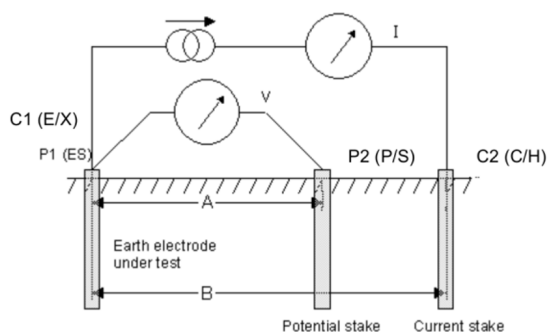 I
V
C1 (E/X)
P1 (ES)
P2 (P/S)
C2 (C/H)
A
Earth electrode
under test
B
Potential stake
Current stake